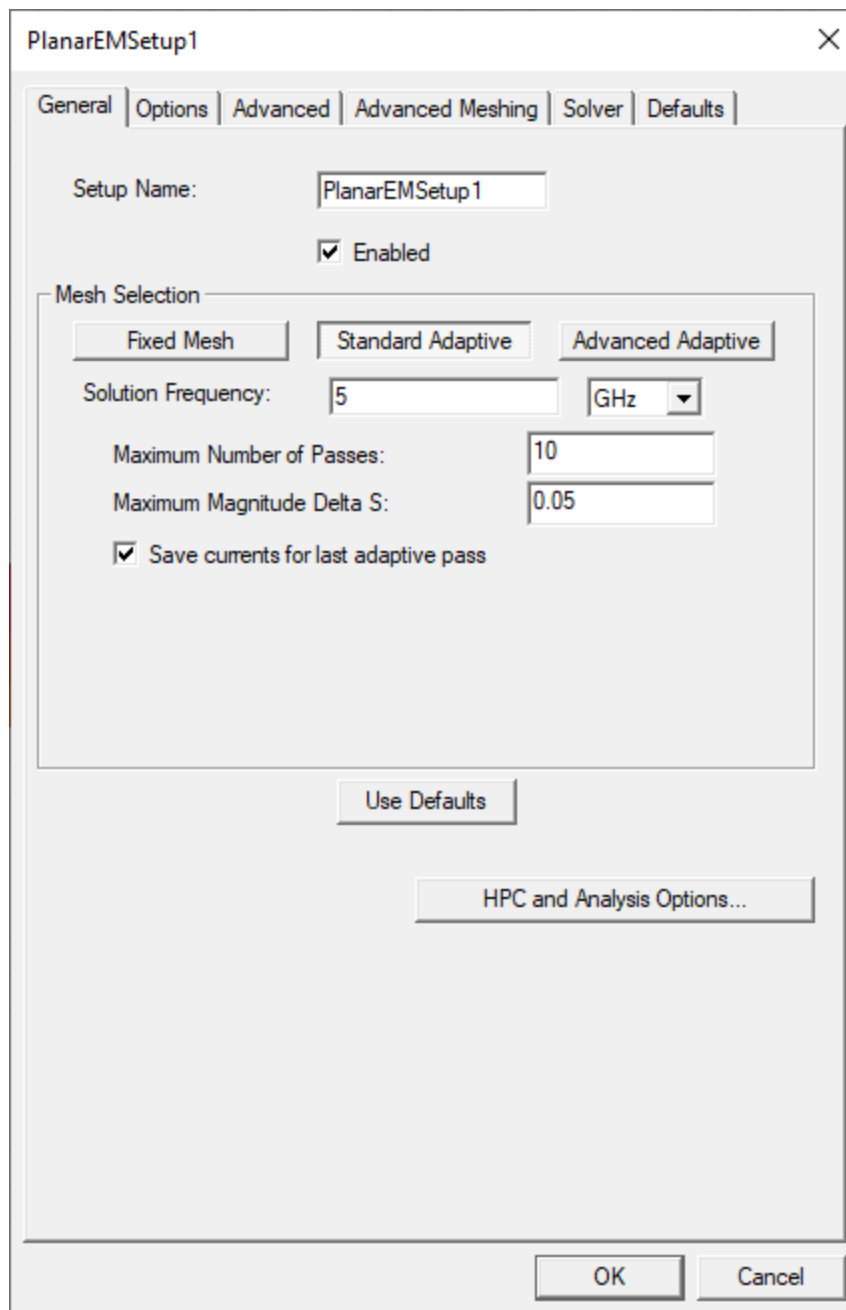 PlanarEMSetup1
General Options Advanced Advanced Meshing Solver Defaults
Setup Name: PlanarEMSetup1
Enabled
Mesh Selection
Fixed Mesh Standard Adaptive Advanced Adaptive
Solution Frequency: 5 GHz
Maximum Number of Passes: 10
Maximum Magnitude Delta S: 0.05
Save currents for last adaptive pass
Use Defaults
HPC and Analysis Options...
OK Cancel